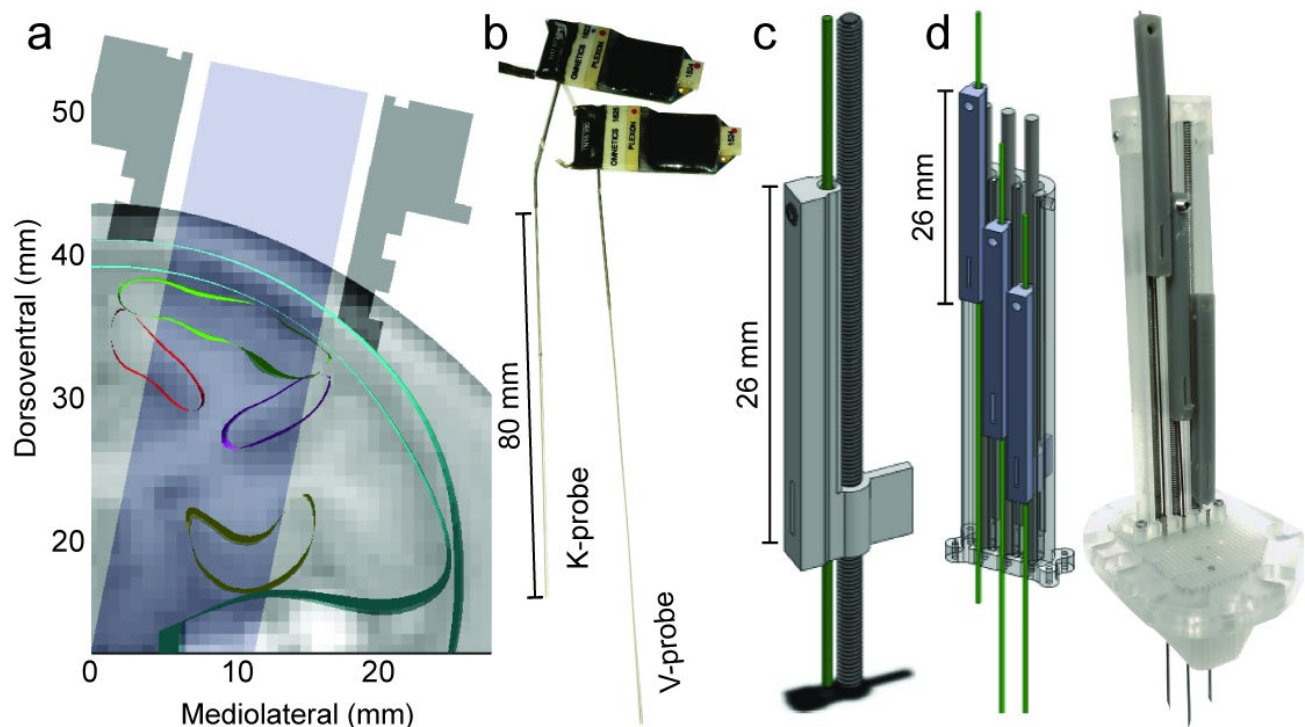 a
50
40
30
20
Dorsoventral (mm)
0
10
20
Mediolateral (mm)
b
OMNETICS
PLEXON
OMNETICS 1625
PLEXON
80 mm
K-probe
V-probe
c
26 mm
d
26 mm